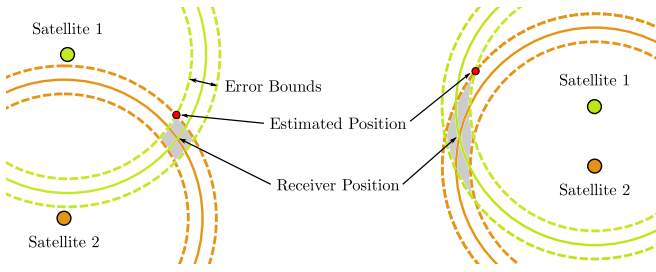 Satellite 1
Error Bounds
Satellite 1
Estimated Position
Receiver Position
Satellite 2
Satellite 2